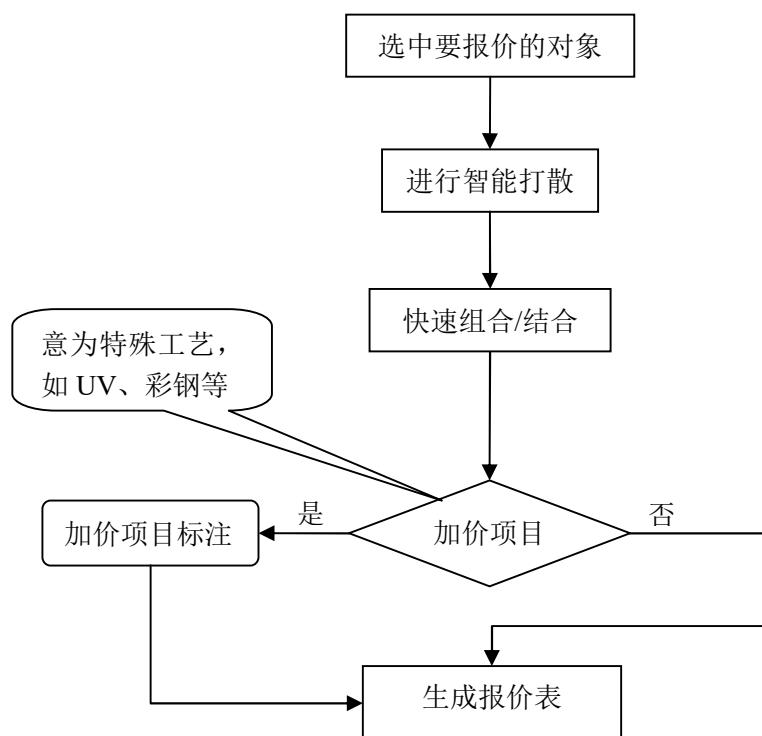 选中要报价的对象
进行智能打散
快速组合/结合
意为特殊工艺，
如 UV、彩钢等
是
否
加价项目标注
加价项目
生成报价表